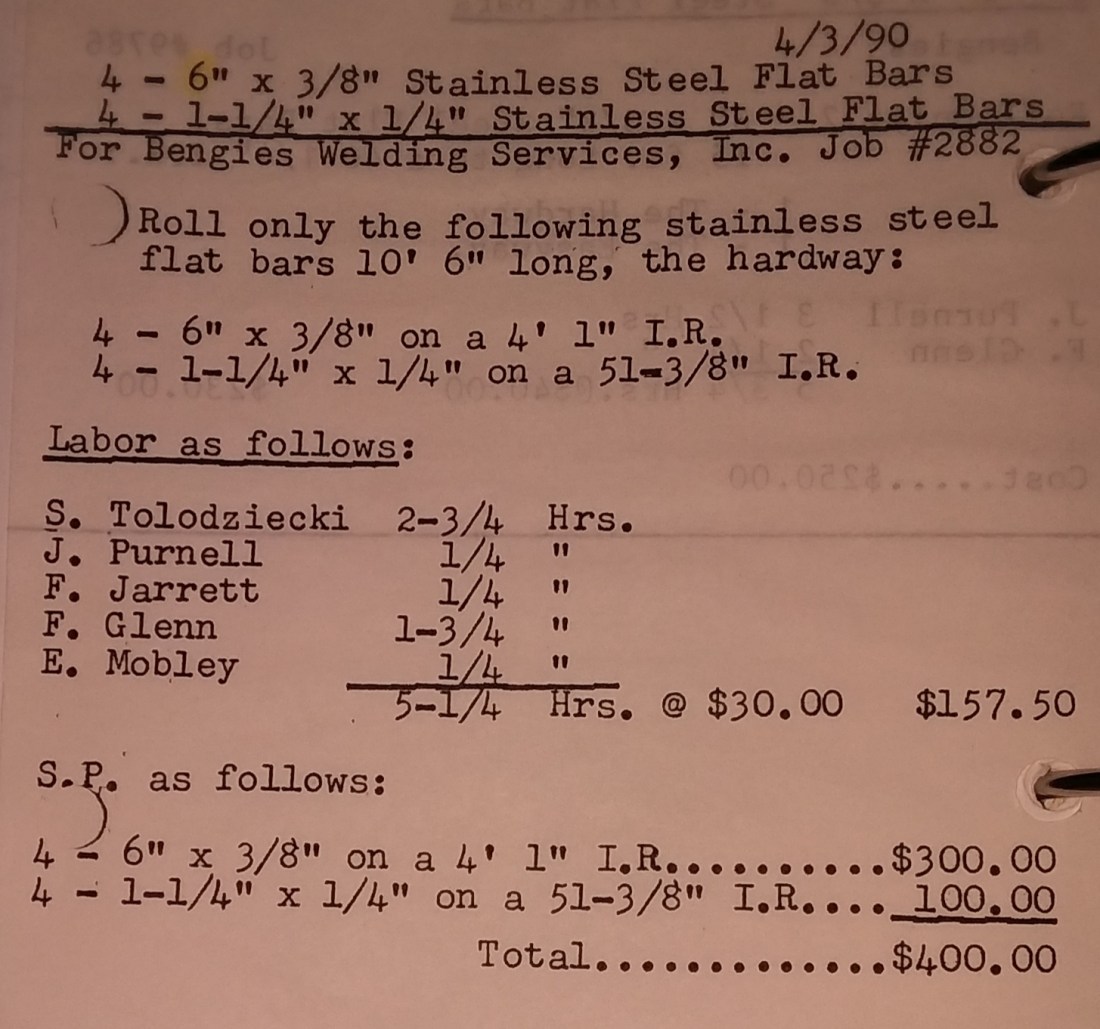 4/3/90
4 - 6" x 3/8" Stainless Steel Flat Bars
4 - 1-1/4" x 1/4" Stainless Steel Flat Bars
For Bengies Welding Services, Inc. Job #2882
Roll only the following stainless steel
flat bars 10' 6" long, the hardway:
4 - 6" x 3/8" on a 4' 1" I.R.
4 - 1-1/4" x 1/4" on a 51-3/8" I.R.
Labor as follows:
S. Tolodziecki 2-3/4 Hrs.
J. Purnell 1/4 "
F. Jarrett 1/4 "
F. Glenn 1-3/4 "
E. Mobley 1/4 "
5-1/4 Hrs. @ $30.00 $157.50
S.P. as follows:
4 - 6" x 3/8" on a 4' 1" I.R..........$300.00
4 - 1-1/4" x 1/4" on a 51-3/8" I.R.... 100.00
Total.............$400.00